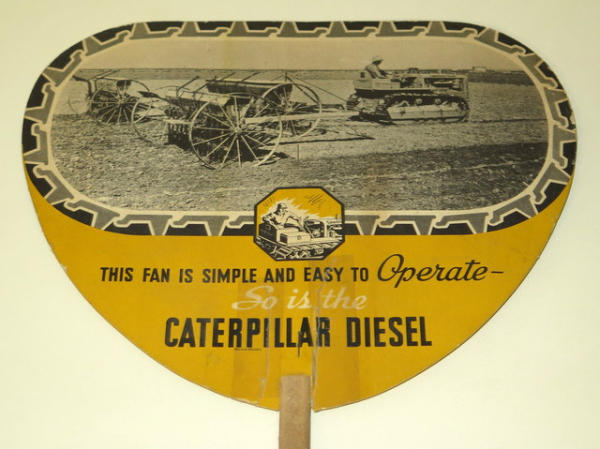 THIS FAN IS SIMPLE AND EASY TO Operate-
So is the
CATERPILLAR DIESEL